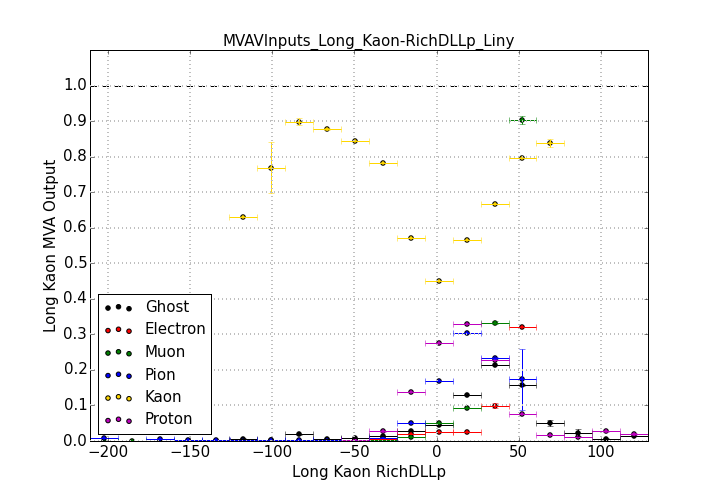 MVAVInputs_Long_Kaon-RichDLLp_Liny
1.0
0.9
0.8
0.7
0.6
0.5
0.4
0.3
0.2
0.1
0.0
Long Kaon MVA Output
Ghost
Electron
Muon
Pion
Kaon
Proton
−200 −150 −100 −50 0 50 100
Long Kaon RichDLLp